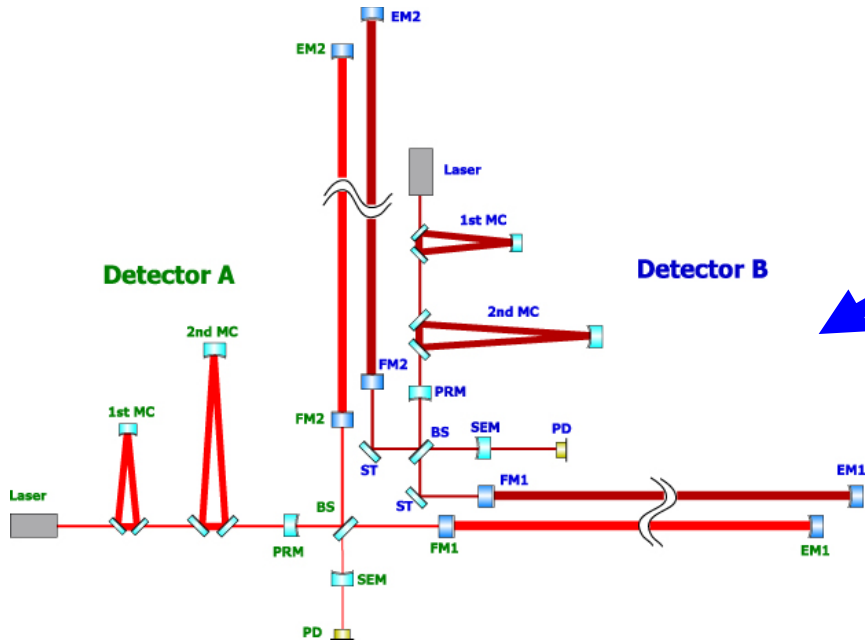 EM2
EM2
Laser
1st MC
Detector A
Detector B
2nd MC
2nd MC
FM2
PRM
1st MC
FM2
BS
SEM
PD
ST
FM1
EM1
Laser
BS
ST
PRM
FM1
EM1
SEM
PD